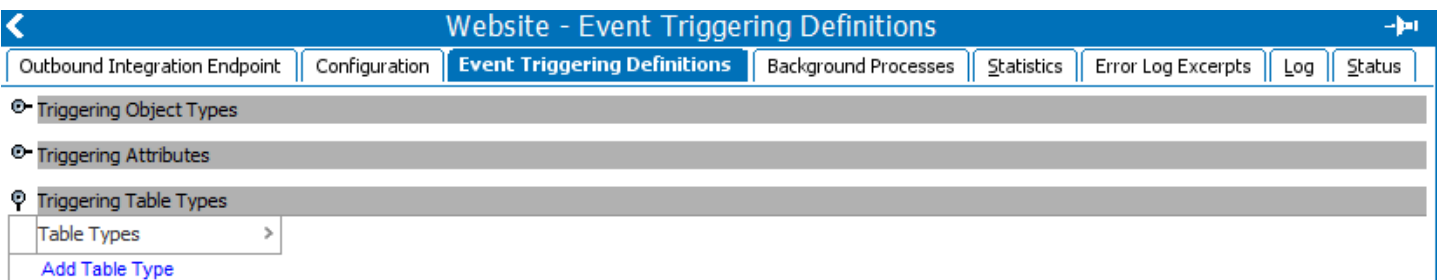 Website - Event Triggering Definitions
Outbound Integration Endpoint Configuration Event Triggering Definitions Background Processes Statistics Error Log Excerpts Log Status
Triggering Object Types
Triggering Attributes
Triggering Table Types
Table Types >
Add Table Type